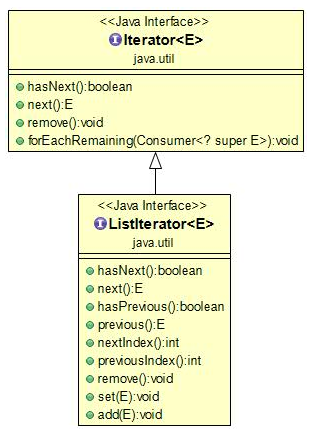 <<Java Interface>>
Iterator<E>
java.util
hasNext():boolean
next():E
remove():void
forEachRemaining(Consumer<? super E>):void
<<Java Interface>>
ListIterator<E>
java.util
hasNext():boolean
next():E
hasPrevious():boolean
previous():E
nextIndex():int
previousIndex():int
remove():void
set(E):void
add(E):void